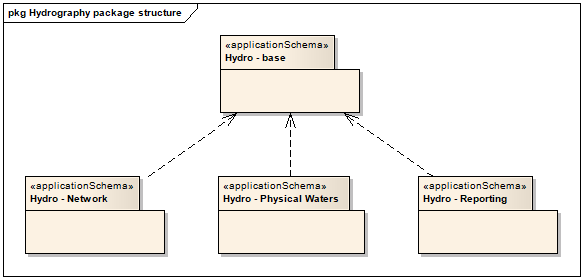 pkg Hydrography package structure
«applicationSchema»
Hydro - base
«applicationSchema»
Hydro - Network
«applicationSchema»
Hydro - Physical Waters
«applicationSchema»
Hydro - Reporting